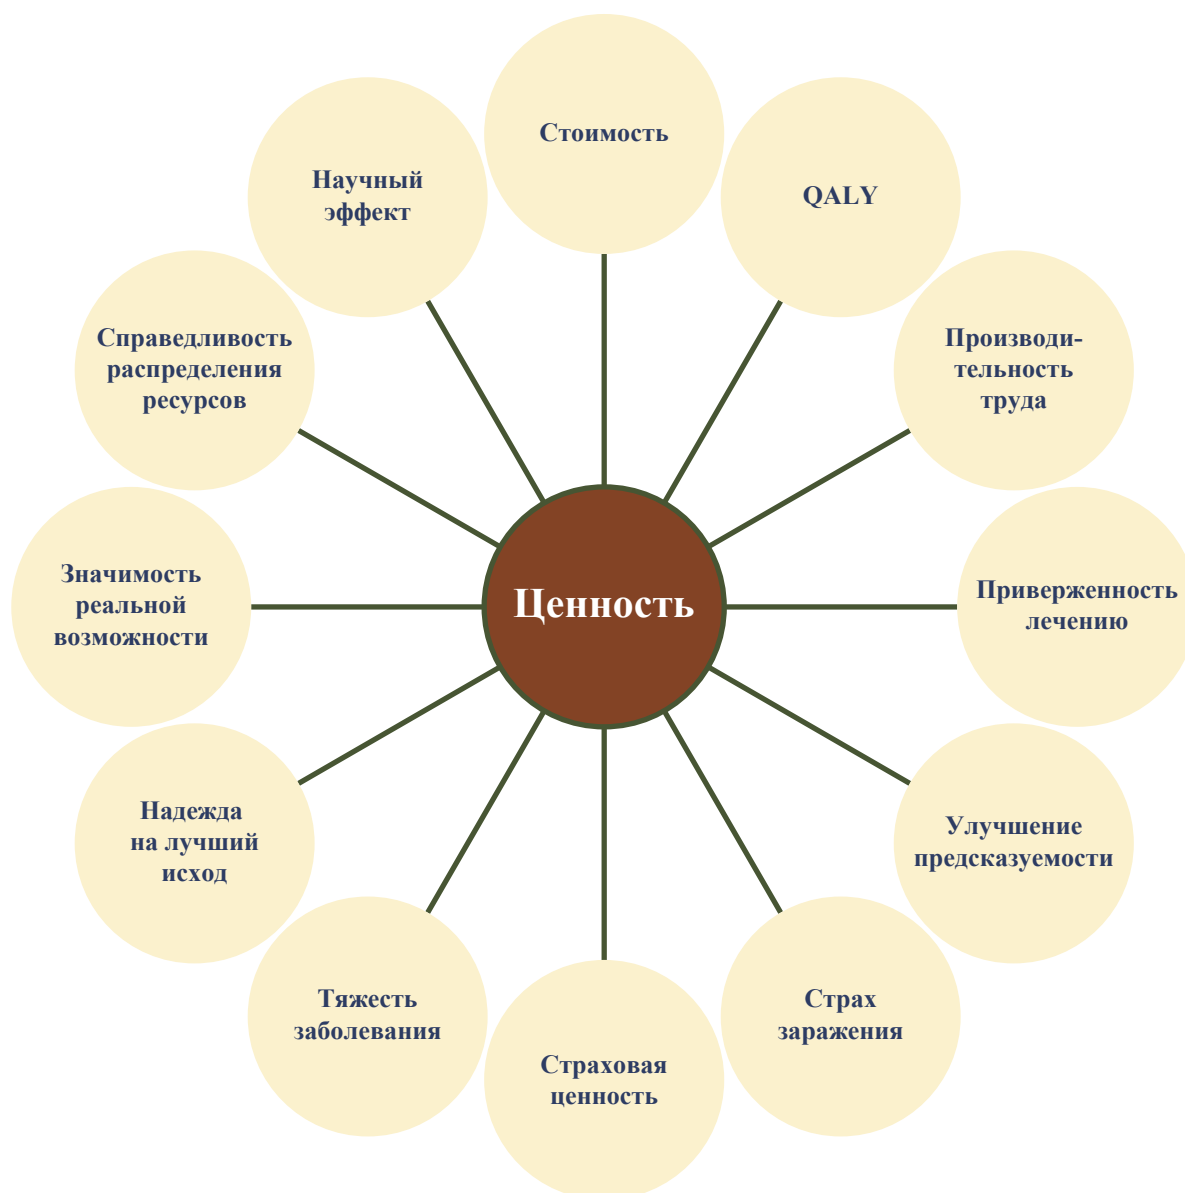 Стоимость
QALY
Производи-
тельность
труда
Приверженность
лечению
Улучшение
предсказуемости
Страх
заражения
Страховая
ценность
Тяжесть
заболевания
Надежда
на лучший
исход
Значимость
реальной
возможности
Справедливость
распределения
ресурсов
Научный
эффект
Ценность